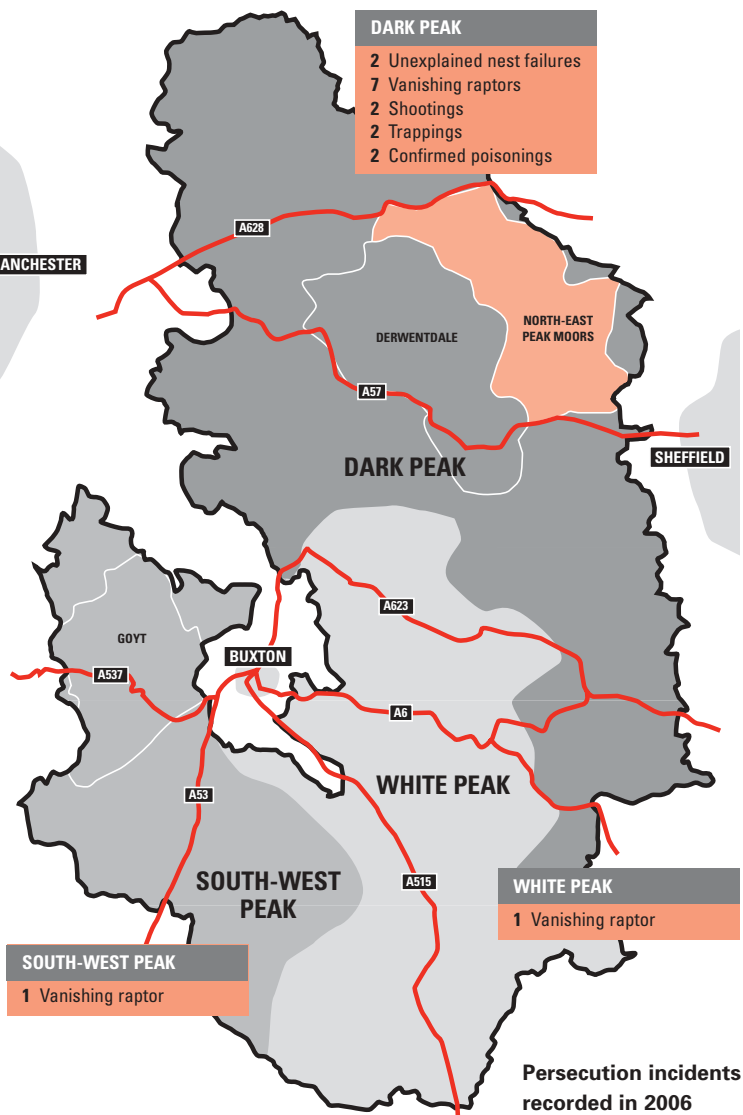 DARK PEAK
2 Unexplained nest failures
7 Vanishing raptors
2 Shootings
2 Trappings
2 Confirmed poisonings
A628
ANCHESTER
NORTH-EAST
PEAK MOORS
DERWENTDALE
A57
DARK PEAK
SHEFFIELD
A623
GOYT
BUXTON
A537
A6
WHITE PEAK
A53
SOUTH-WEST
PEAK
A515
WHITE PEAK
1 Vanishing raptor
SOUTH-WEST PEAK
1 Vanishing raptor
Persecution incidents
recorded in 2006